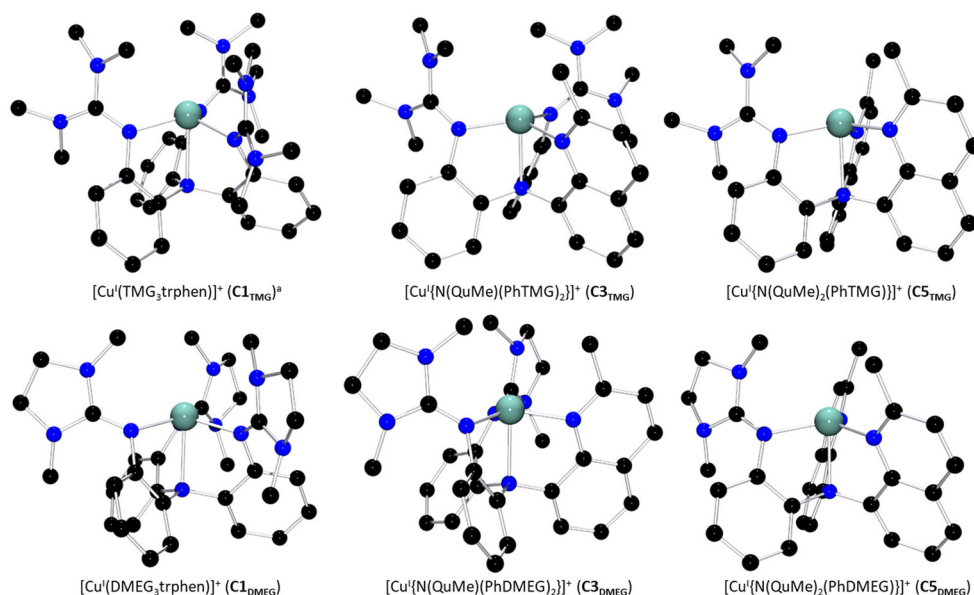 [Cuᴵ(TMG₃trphen)]⁺ (C1TMG)ᵃ
[Cuᴵ{N(QuMe)(PhTMG)₂}]⁺ (C3TMG)
[Cuᴵ{N(QuMe)₂(PhTMG)}]⁺ (C5TMG)
[Cuᴵ(DMEG₃trphen)]⁺ (C1DMEG)
[Cuᴵ{N(QuMe)(PhDMEG)₂}]⁺ (C3DMEG)
[Cuᴵ{N(QuMe)₂(PhDMEG)}]⁺ (C5DMEG)